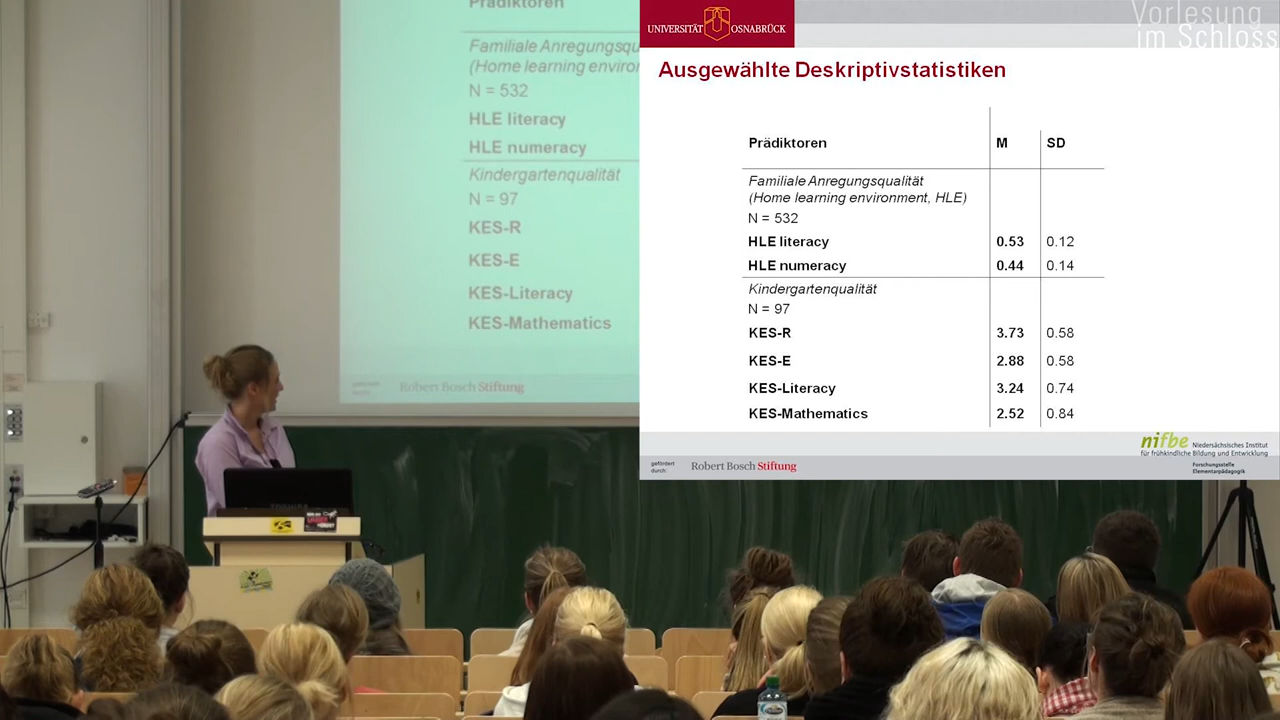 Prädiktoren
Familiale Anregungsqu
(Home learning environ
N = 532
HLE literacy
HLE numeracy
Kindergartenqualität
N = 97
KES-R
KES-E
KES-Literacy
KES-Mathematics
Robert Bosch Stiftung
UNIVERSITÄT OSNABRÜCK
Vorlesung
im Schloss
Ausgewählte Deskriptivstatistiken
Prädiktoren M SD
Familiale Anregungsqualität
(Home learning environment, HLE)
N = 532
HLE literacy 0.53 0.12
HLE numeracy 0.44 0.14
Kindergartenqualität
N = 97
KES-R 3.73 0.58
KES-E 2.88 0.58
KES-Literacy 3.24 0.74
KES-Mathematics 2.52 0.84
gefördert
durch:
Robert Bosch Stiftung
nifbe Niedersächsisches Institut
für frühkindliche Bildung und Entwicklung
Forschungsstelle
Elementarpädagogik